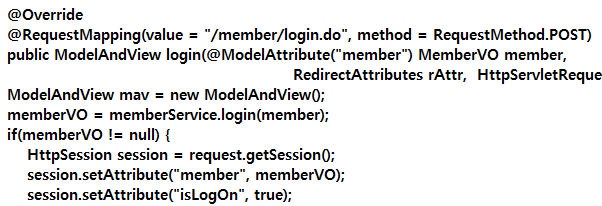 @Override
@RequestMapping(value = "/member/login.do", method = RequestMethod.POST)
public ModelAndView login(@ModelAttribute("member") MemberVO member,
RedirectAttributes rAttr, HttpServletReque
ModelAndView mav = new ModelAndView();
memberVO = memberService.login(member);
if(memberVO != null) {
HttpSession session = request.getSession();
session.setAttribute("member", memberVO);
session.setAttribute("isLogOn", true);